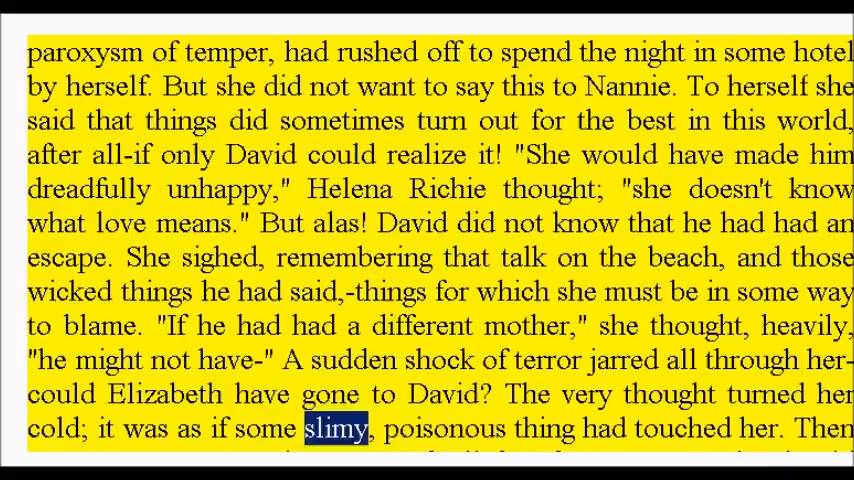 paroxysm of temper, had rushed off to spend the night in some hotel
by herself. But she did not want to say this to Nannie. To herself she
said that things did sometimes turn out for the best in this world,
after all-if only David could realize it! "She would have made him
dreadfully unhappy," Helena Richie thought; "she doesn't know
what love means." But alas! David did not know that he had had an
escape. She sighed, remembering that talk on the beach, and those
wicked things he had said,-things for which she must be in some way
to blame. "If he had had a different mother," she thought, heavily,
"he might not have-" A sudden shock of terror jarred all through her-
could Elizabeth have gone to David? The very thought turned her
cold; it was as if some slimy, poisonous thing had touched her. Then